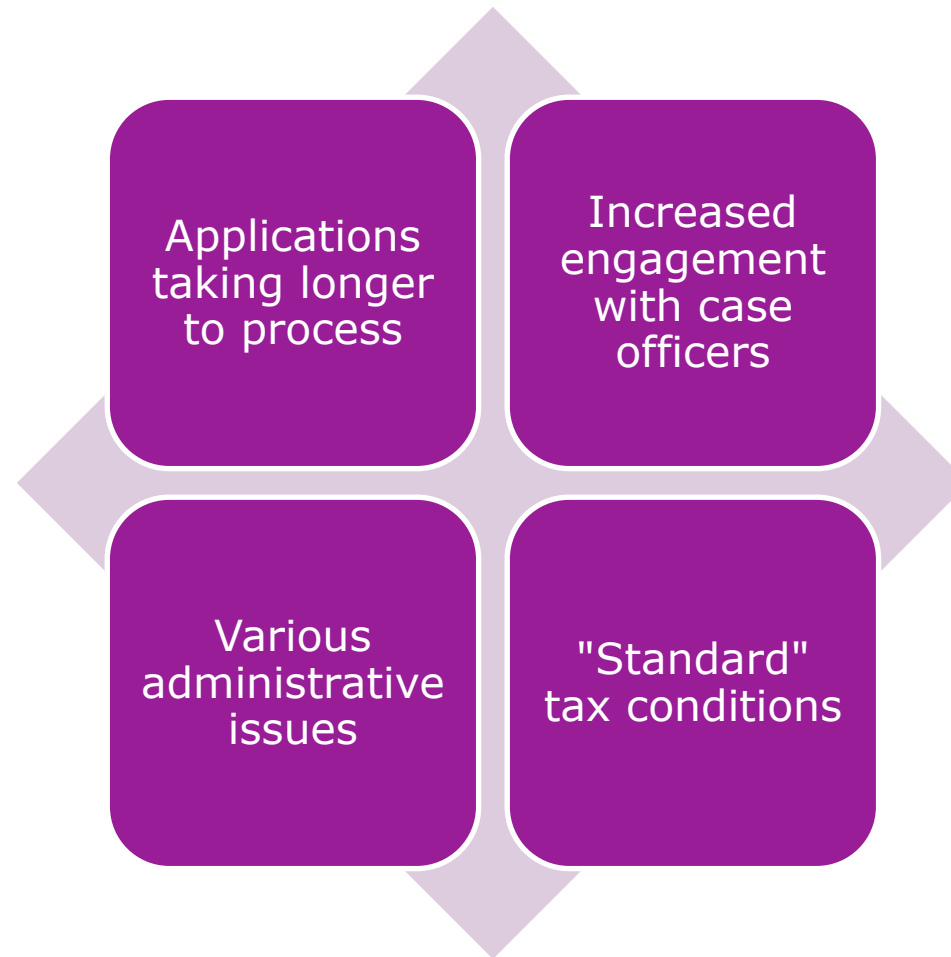 Applications
taking longer
to process
Increased
engagement
with case
officers
Various
administrative
issues
"Standard"
tax conditions